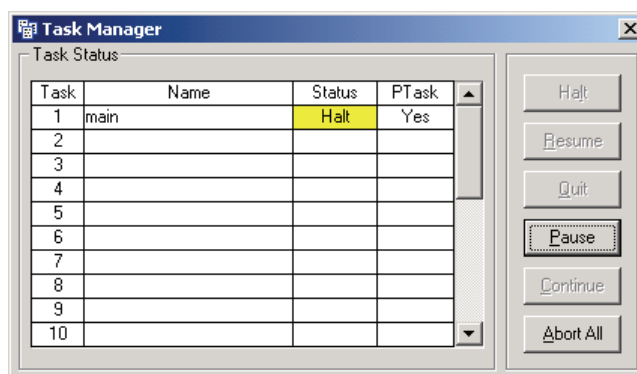 Task Manager
Task Status
Task Name Status PTask
1 main Halt Yes
2
3
4
5
6
7
8
9
10
Halt
Resume
Quit
Pause
Continue
Abort All